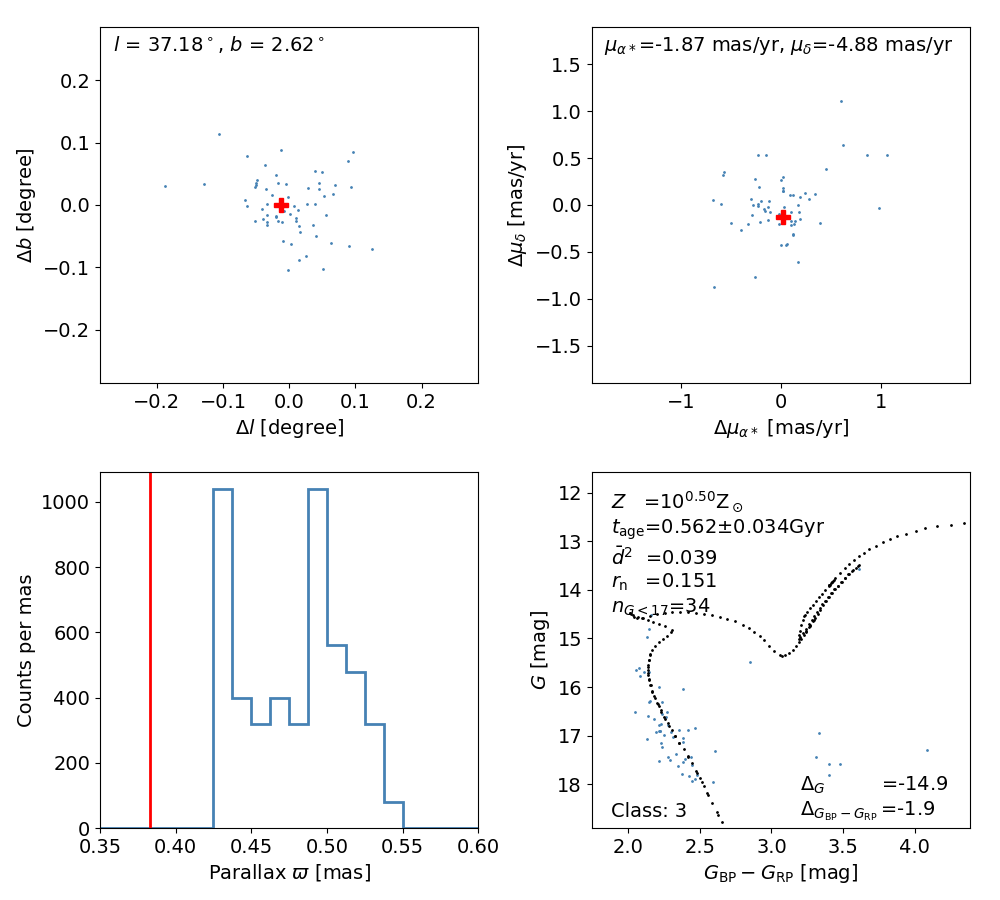 l = 37.18°, b = 2.62°
0.2
0.1
0.0
−0.1
−0.2
Δb [degree]
−0.2 −0.1 0.0 0.1 0.2
Δl [degree]
μα*=-1.87 mas/yr, μδ=-4.88 mas/yr
1.5
1.0
0.5
0.0
−0.5
−1.0
−1.5
Δμδ [mas/yr]
−1 0 1
Δμα* [mas/yr]
1000
800
600
400
200
0
Counts per mas
0.35 0.40 0.45 0.50 0.55 0.60
Parallax ϖ [mas]
Z =10^0.50 Z⊙
t_age=0.562±0.034Gyr
d̄² =0.039
r_n =0.151
n_G<17=34
12
13
14
15
16
17
18
G [mag]
Δ_G =-14.9
Δ_GBP−GRP=-1.9
Class: 3
2.0 2.5 3.0 3.5 4.0
G_BP − G_RP [mag]